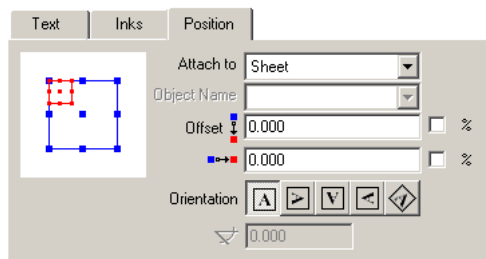 Text Inks Position
Attach to Sheet
Object Name
Offset 0.000 %
0.000 %
Orientation A A A A A
0.000